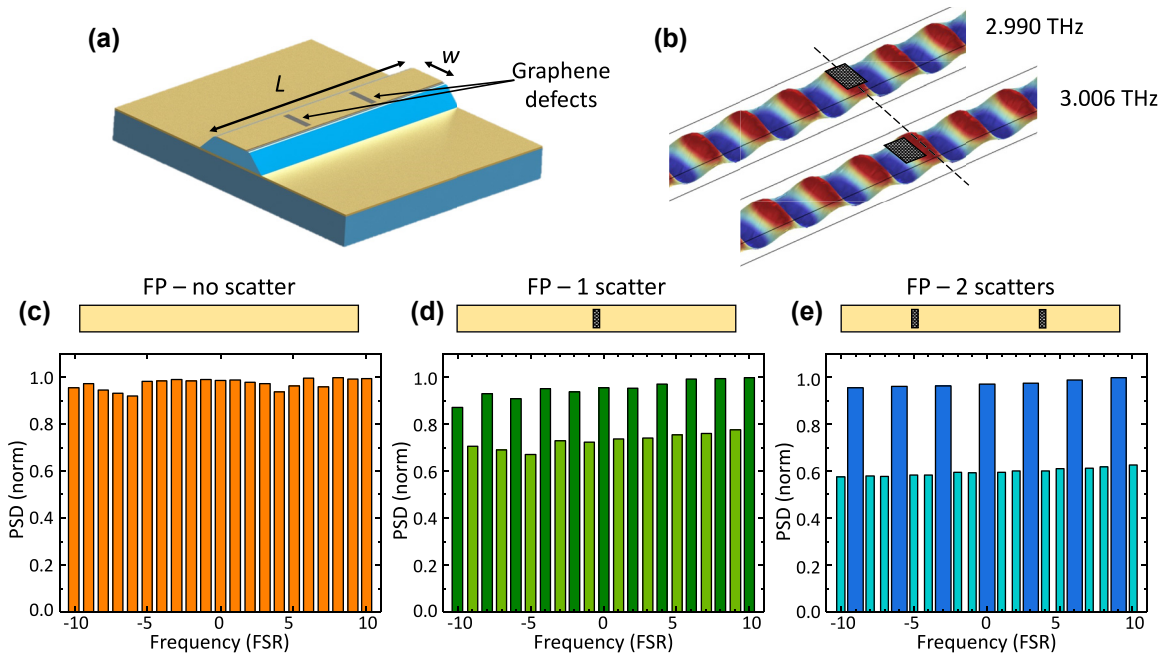 (a)
L
w
Graphene
defects
(b)
2.990 THz
3.006 THz
(c)
FP – no scatter
PSD (norm)
1.0
0.8
0.6
0.4
0.2
0.0
-10 -5 0 5 10
Frequency (FSR)
(d)
FP – 1 scatter
PSD (norm)
1.0
0.8
0.6
0.4
0.2
0.0
-10 -5 0 5 10
Frequency (FSR)
(e)
FP – 2 scatters
PSD (norm)
1.0
0.8
0.6
0.4
0.2
0.0
-10 -5 0 5 10
Frequency (FSR)